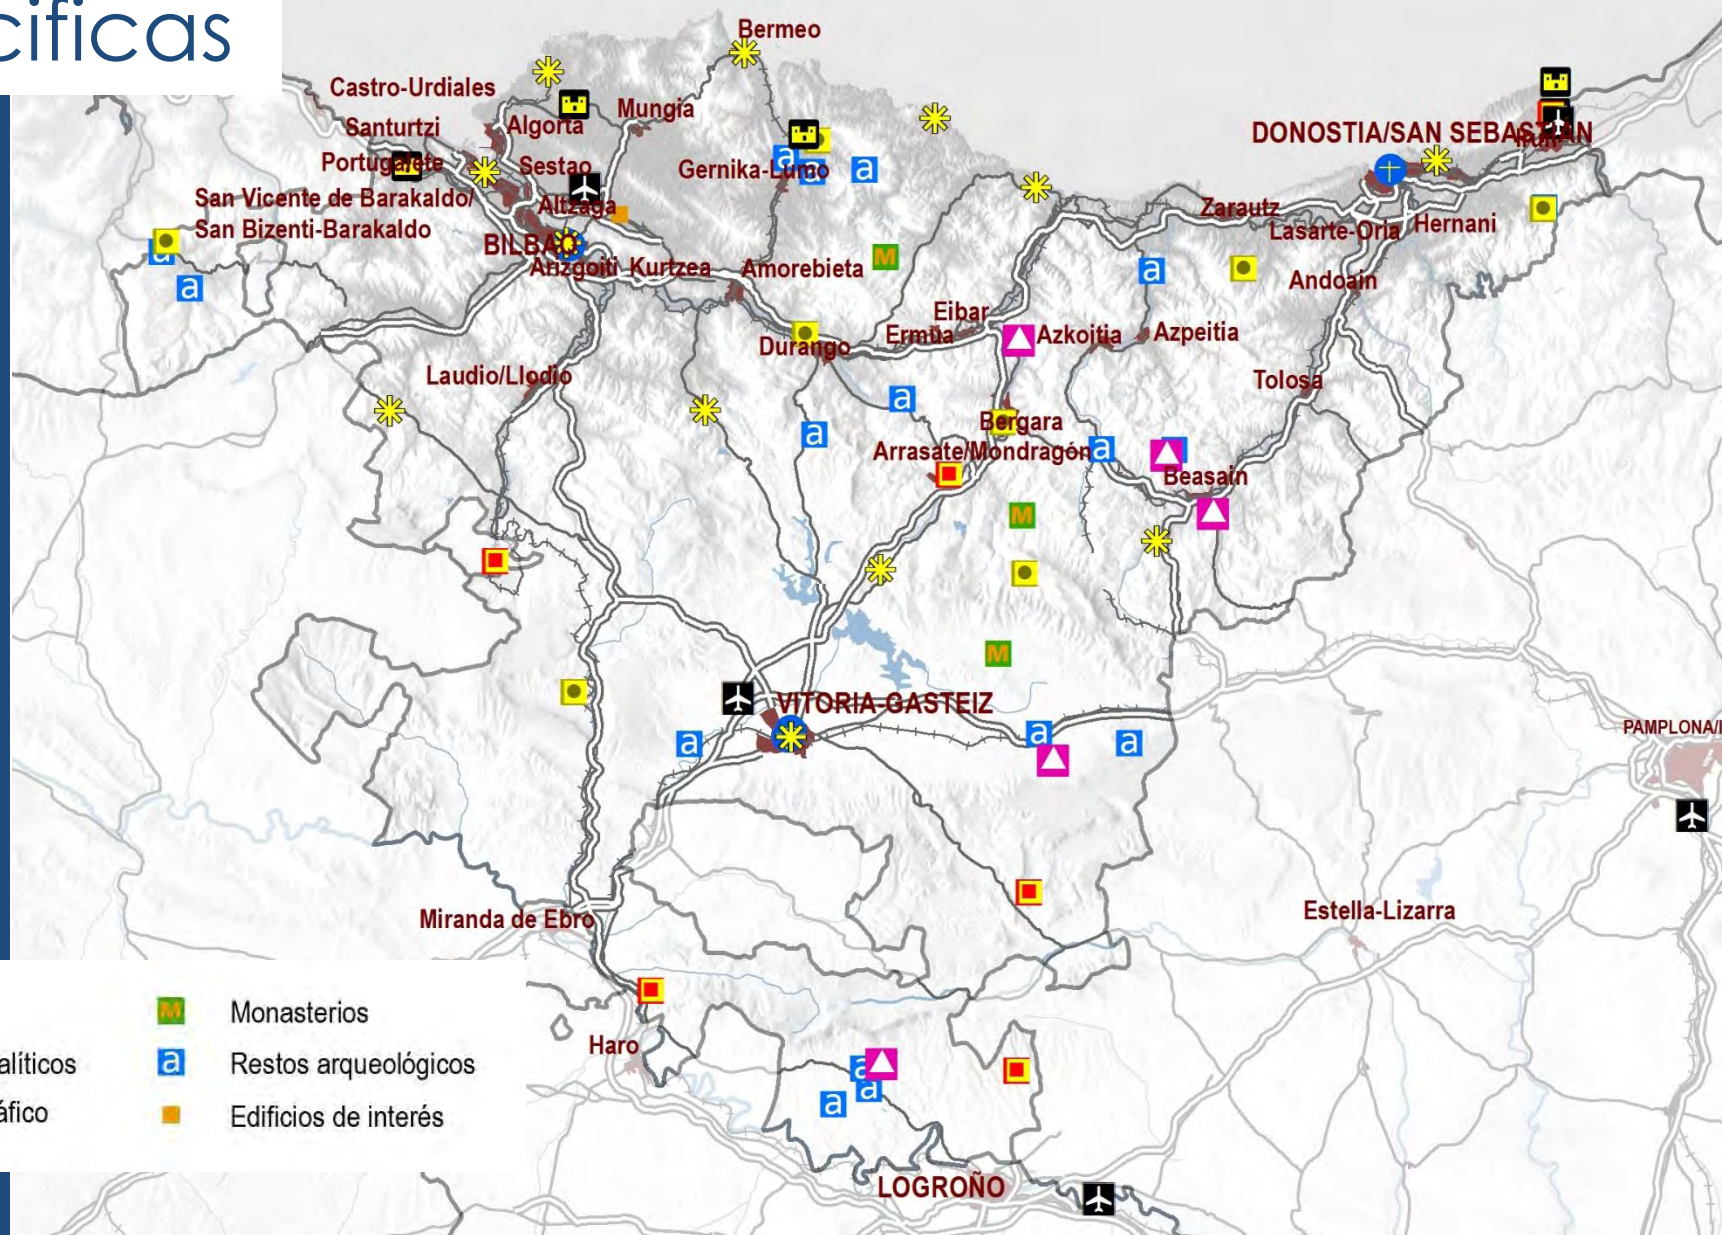 cificas
Bermeo
Castro-Urdiales
Mungia
Santurtzi
Algorta
DONOSTIA/SAN SEBASTIÁN
Irun
Portugalete
Sestao
Gernika-Lumo
a
a
a
San Vicente de Barakaldo/
San Bizenti-Barakaldo
Altzaga
Zarautz
Lasarte-Oria
Hernani
BILBAO
a
Arizgoiti
Kurtzea
Amorebieta
M
a
Andoain
a
Eibar
Ermua
Azkoitia
Azpeitia
Durango
Laudio/Llodio
Tolosa
a
Bergara
a
Arrasate/Mondragón
a
Beasain
M
M
VITORIA-GASTEIZ
PAMPLONA/I
a
a
a
Miranda de Ebro
Estella-Lizarra
M Monasterios
Haro
alíticos
a Restos arqueológicos
a
a
a
áfico
Edificios de interés
LOGROÑO